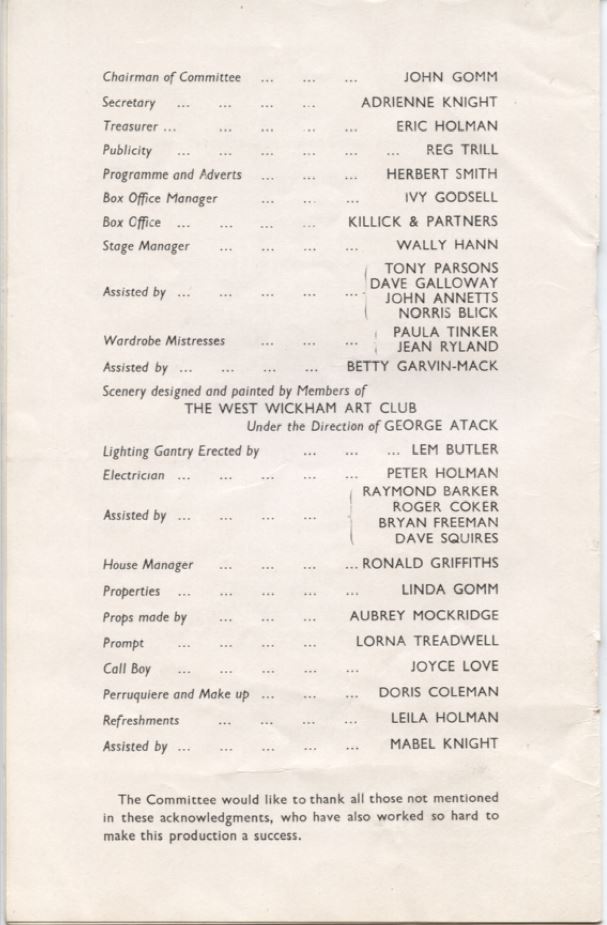 Chairman of Committee ... ... ... JOHN GOMM
Secretary ... ... ... ... ADRIENNE KNIGHT
Treasurer ... ... ... ... ERIC HOLMAN
Publicity ... ... ... ... ... REG TRILL
Programme and Adverts ... ... ... HERBERT SMITH
Box Office Manager ... ... ... IVY GODSELL
Box Office ... ... ... ... KILLICK & PARTNERS
Stage Manager ... ... ... ... WALLY HANN
TONY PARSONS
DAVE GALLOWAY
Assisted by ... ... ... ... ...
JOHN ANNETTS
NORRIS BLICK
PAULA TINKER
Wardrobe Mistresses ... ... ...
JEAN RYLAND
Assisted by ... ... ... ... BETTY GARVIN-MACK
Scenery designed and painted by Members of
THE WEST WICKHAM ART CLUB
Under the Direction of GEORGE ATACK
Lighting Gantry Erected by ... ... ... LEM BUTLER
Electrician ... ... ... ... ... PETER HOLMAN
RAYMOND BARKER
ROGER COKER
Assisted by ... ... ... ...
BRYAN FREEMAN
DAVE SQUIRES
House Manager ... ... ... ... RONALD GRIFFITHS
Properties ... ... ... ... ... LINDA GOMM
Props made by ... ... ... AUBREY MOCKRIDGE
Prompt ... ... ... ... LORNA TREADWELL
Call Boy ... ... ... ... ... JOYCE LOVE
Perruquiere and Make up ... ... ... DORIS COLEMAN
Refreshments ... ... ... ... LEILA HOLMAN
Assisted by ... ... ... ... ... MABEL KNIGHT
The Committee would like to thank all those not mentioned
in these acknowledgments, who have also worked so hard to
make this production a success.